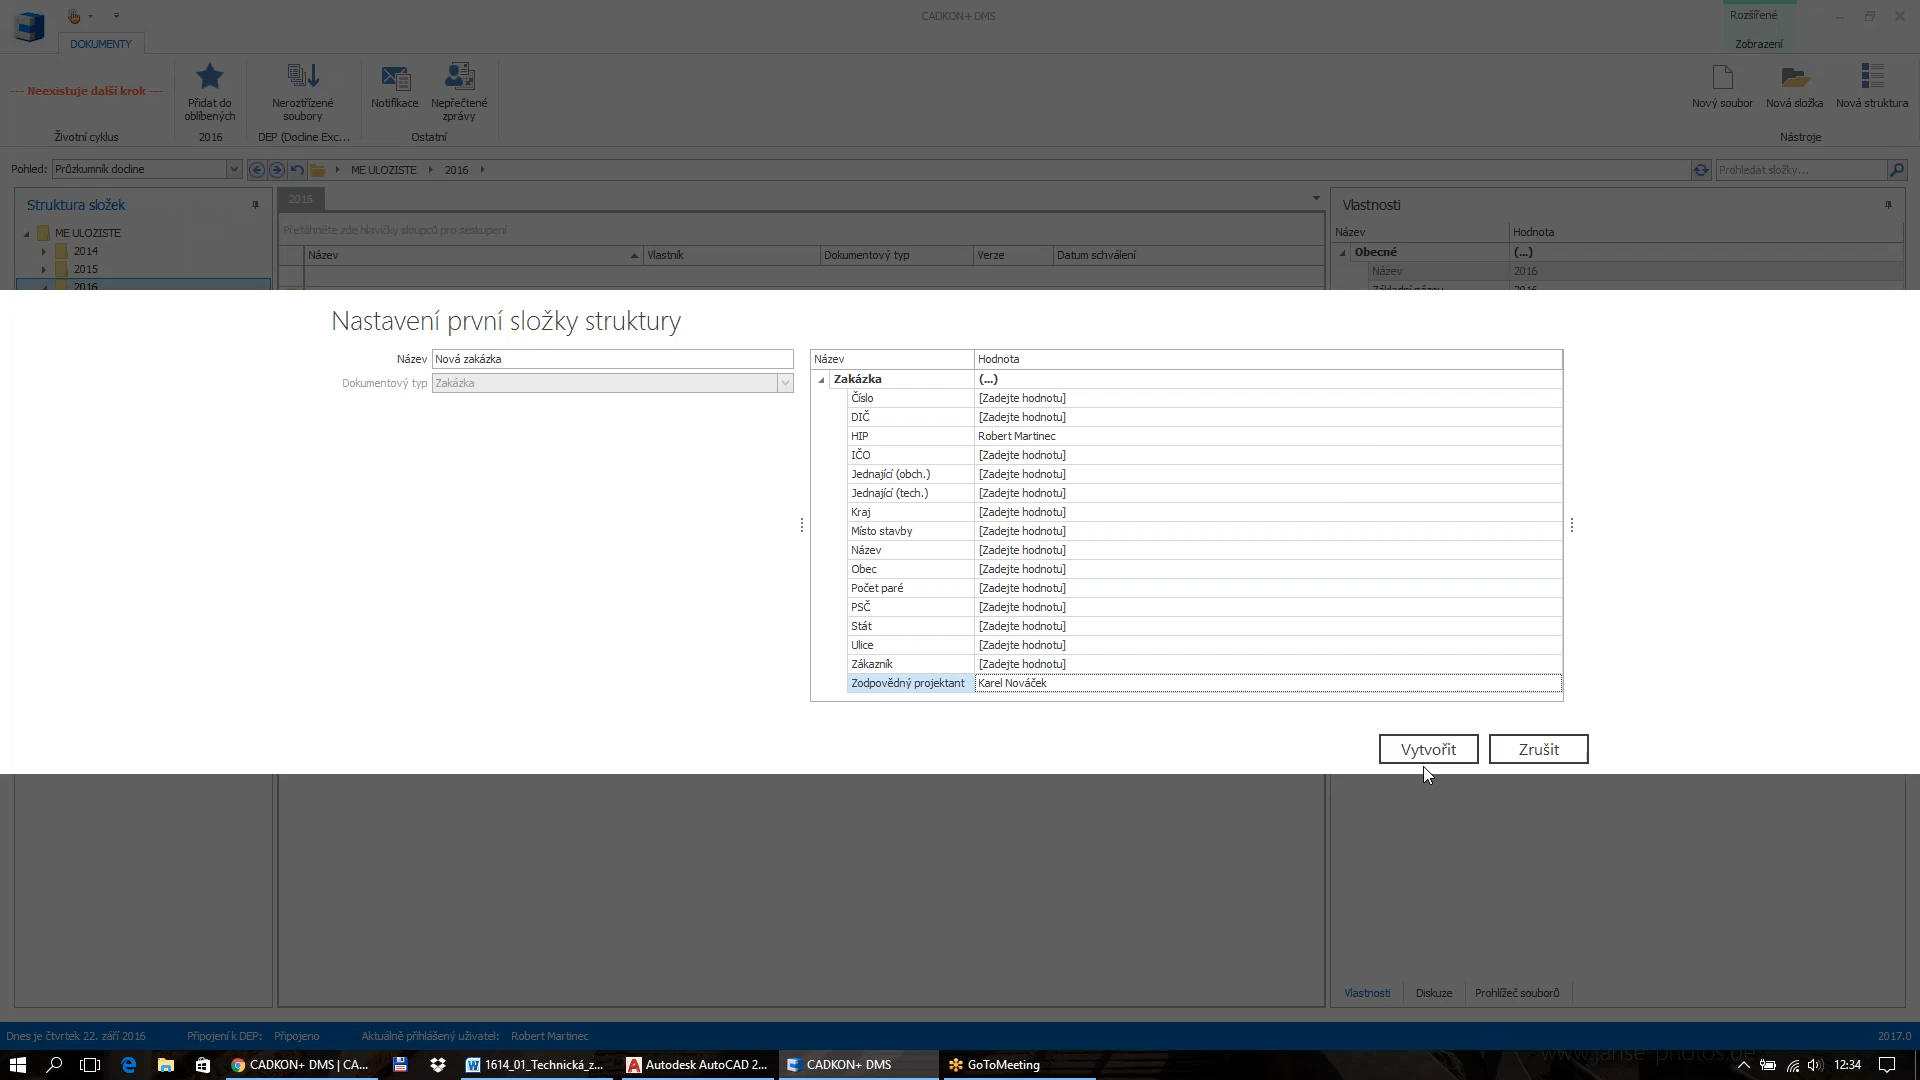 CADKON+ DMS
Rozšířené
DOKUMENTY
Zobrazení
--- Neexistuje další krok ---
Přidat do oblíbených
Neroztřízené soubory
Notifikace
Nepřečtené zprávy
Nový soubor
Nová složka
Nová struktura
Životní cyklus
2016
DEP (Docline Exc...
Ostatní
Nástroje
Pohled:
Průzkumník docline
ME ULOZISTE
2016
Prohledat složky...
Struktura složek
2016
Vlastnosti
Přetáhněte zde hlavičky sloupců pro seskupení
ME ULOZISTE
Název
Hodnota
2014
Název
Vlastník
Dokumentový typ
Verze
Datum schválení
Obecné
(...)
2015
Název
2016
2016
Základní název
2016
Nastavení první složky struktury
Název
Nová zakázka
Dokumentový typ
Zakázka
Název
Hodnota
Zakázka
(...)
Číslo
[Zadejte hodnotu]
DIČ
[Zadejte hodnotu]
HIP
Robert Martinec
IČO
[Zadejte hodnotu]
Jednající (obch.)
[Zadejte hodnotu]
Jednající (tech.)
[Zadejte hodnotu]
Kraj
[Zadejte hodnotu]
Místo stavby
[Zadejte hodnotu]
Název
[Zadejte hodnotu]
Obec
[Zadejte hodnotu]
Počet paré
[Zadejte hodnotu]
PSČ
[Zadejte hodnotu]
Stát
[Zadejte hodnotu]
Ulice
[Zadejte hodnotu]
Zákazník
[Zadejte hodnotu]
Zodpovědný projektant
Karel Nováček
Vytvořit
Zrušit
Vlastnosti
Diskuze
Prohlížeč souborů
Dnes je čtvrtek 22. září 2016
Připojení k DEP:
Připojeno
Aktuálně přihlášený uživatel:
Robert Martinec
2017.0
CADKON+ DMS | CA...
1614_01_Technická_z...
Autodesk AutoCAD 2...
CADKON+ DMS
GoToMeeting
12:34